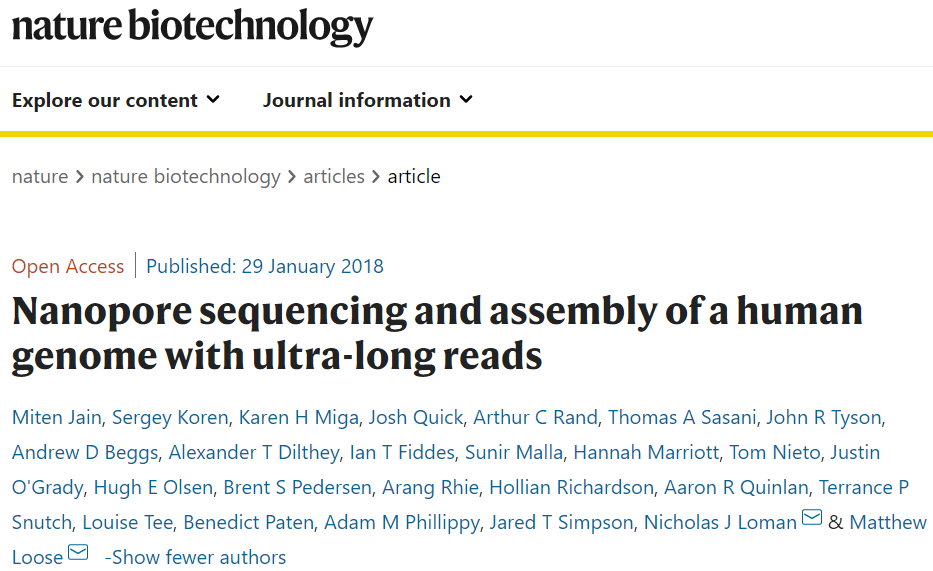 nature biotechnology
Explore our content
Journal information
nature > nature biotechnology > articles > article
Open Access | Published: 29 January 2018
Nanopore sequencing and assembly of a human
genome with ultra-long reads
Miten Jain, Sergey Koren, Karen H Miga, Josh Quick, Arthur C Rand, Thomas A Sasani, John R Tyson,
Andrew D Beggs, Alexander T Dilthey, Ian T Fiddes, Sunir Malla, Hannah Marriott, Tom Nieto, Justin
O'Grady, Hugh E Olsen, Brent S Pedersen, Arang Rhie, Hollian Richardson, Aaron R Quinlan, Terrance P
Snutch, Louise Tee, Benedict Paten, Adam M Phillippy, Jared T Simpson, Nicholas J Loman & Matthew
Loose -Show fewer authors